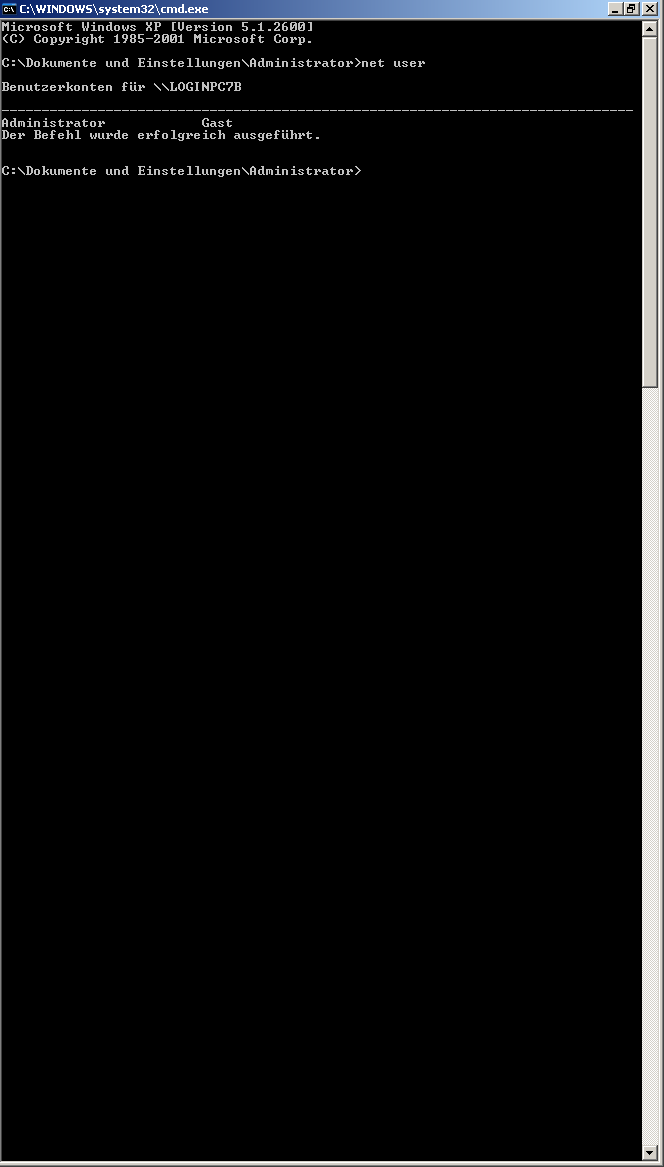 C:\WINDOWS\system32\cmd.exe
Microsoft Windows XP [Version 5.1.2600]
(C) Copyright 1985-2001 Microsoft Corp.
C:\Dokumente und Einstellungen\Administrator>net user
Benutzerkonten für \\LOGINPC7B
-------------------------------------------------------------------------------
Administrator            Gast
Der Befehl wurde erfolgreich ausgeführt.
C:\Dokumente und Einstellungen\Administrator>